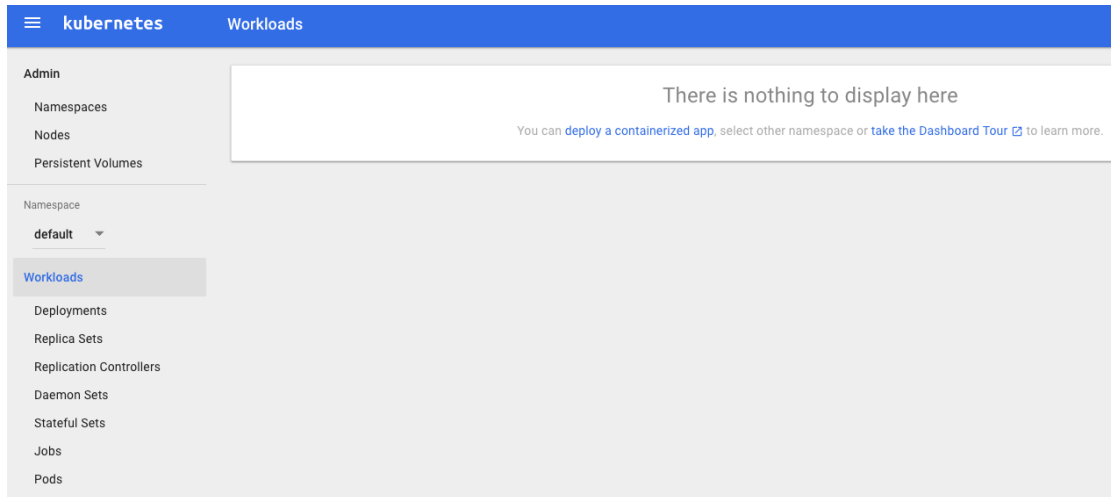 kubernetes
Workloads
Admin
Namespaces
Nodes
Persistent Volumes
Namespace
default
Workloads
Deployments
Replica Sets
Replication Controllers
Daemon Sets
Stateful Sets
Jobs
Pods
There is nothing to display here
You can deploy a containerized app, select other namespace or take the Dashboard Tour to learn more.